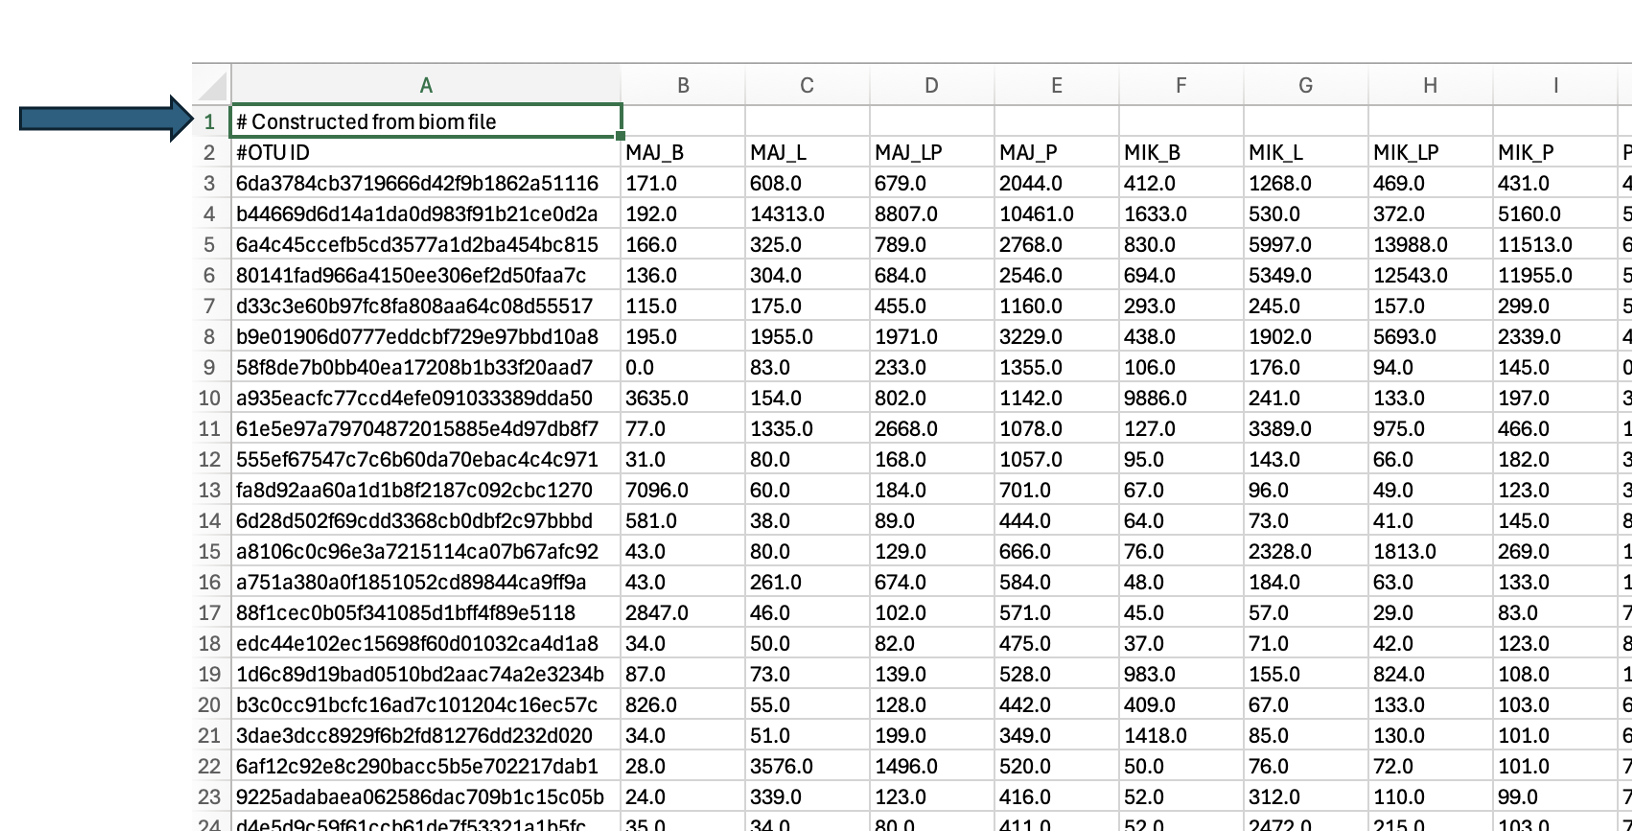 A B C D E F G H I
1 # Constructed from biom file
2 #OTU ID MAJ_B MAJ_L MAJ_LP MAJ_P MIK_B MIK_L MIK_LP MIK_P
3 6da3784cb3719666d42f9b1862a51116 171.0 608.0 679.0 2044.0 412.0 1268.0 469.0 431.0 4
4 b44669d6d14a1da0d983f91b21ce0d2a 192.0 14313.0 8807.0 10461.0 1633.0 530.0 372.0 5160.0 5
5 6a4c45ccefb5cd3577a1d2ba454bc815 166.0 325.0 789.0 2768.0 830.0 5997.0 13988.0 11513.0 6
6 80141fad966a4150ee306ef2d50faa7c 136.0 304.0 684.0 2546.0 694.0 5349.0 12543.0 11955.0 5
7 d33c3e60b97fc8fa808aa64c08d55517 115.0 175.0 455.0 1160.0 293.0 245.0 157.0 299.0 5
8 b9e01906d0777eddcbf729e97bbd10a8 195.0 1955.0 1971.0 3229.0 438.0 1902.0 5693.0 2339.0 4
9 58f8de7b0bb40ea17208b1b33f20aad7 0.0 83.0 233.0 1355.0 106.0 176.0 94.0 145.0 0
10 a935eacfc77ccd4efe091033389dda50 3635.0 154.0 802.0 1142.0 9886.0 241.0 133.0 197.0 3
11 61e5e97a79704872015885e4d97db8f7 77.0 1335.0 2668.0 1078.0 127.0 3389.0 975.0 466.0 1
12 555ef67547c7c6b60da70ebac4c4c971 31.0 80.0 168.0 1057.0 95.0 143.0 66.0 182.0 3
13 fa8d92aa60a1d1b8f2187c092cbc1270 7096.0 60.0 184.0 701.0 67.0 96.0 49.0 123.0 3
14 6d28d502f69cdd3368cb0dbf2c97bbbd 581.0 38.0 89.0 444.0 64.0 73.0 41.0 145.0 8
15 a8106c0c96e3a7215114ca07b67afc92 43.0 80.0 129.0 666.0 76.0 2328.0 1813.0 269.0 1
16 a751a380a0f1851052cd89844ca9ff9a 43.0 261.0 674.0 584.0 48.0 184.0 63.0 133.0 1
17 88f1cec0b05f341085d1bff4f89e5118 2847.0 46.0 102.0 571.0 45.0 57.0 29.0 83.0 7
18 edc44e102ec15698f60d01032ca4d1a8 34.0 50.0 82.0 475.0 37.0 71.0 42.0 123.0 8
19 1d6c89d19bad0510bd2aac74a2e3234b 87.0 73.0 139.0 528.0 983.0 155.0 824.0 108.0 1
20 b3c0cc91bcfc16ad7c101204c16ec57c 826.0 55.0 128.0 442.0 409.0 67.0 133.0 103.0 6
21 3dae3dcc8929f6b2fd81276dd232d020 34.0 51.0 199.0 349.0 1418.0 85.0 130.0 101.0 6
22 6af12c92e8c290bacc5b5e702217dab1 28.0 3576.0 1496.0 520.0 50.0 76.0 72.0 101.0 7
23 9225adabaea062586dac709b1c15c05b 24.0 339.0 123.0 416.0 52.0 312.0 110.0 99.0 7
24 d4e5d9c59f61ccb61de7f53321a1b5fc 35.0 34.0 80.0 411.0 52.0 2472.0 215.0 103.0 7